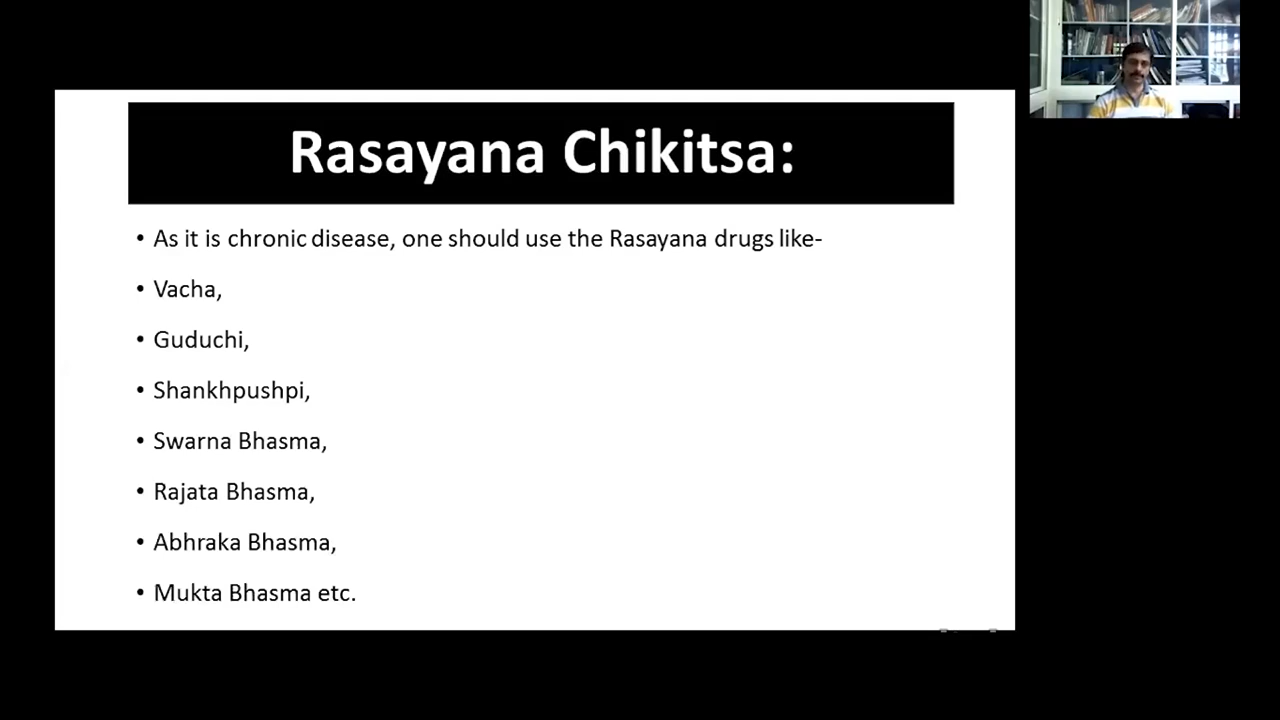 Rasayana Chikitsa:
• As it is chronic disease, one should use the Rasayana drugs like-
• Vacha,
• Guduchi,
• Shankhpushpi,
• Swarna Bhasma,
• Rajata Bhasma,
• Abhraka Bhasma,
• Mukta Bhasma etc.